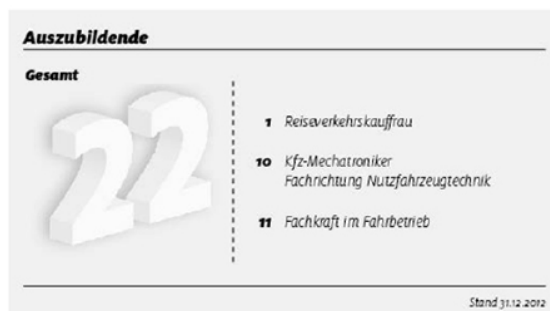 Auszubildende
Gesamt
22
1 Reiseverkehrskauffrau
10 Kfz-Mechatroniker
Fachrichtung Nutzfahrzeugtechnik
11 Fachkraft im Fahrbetrieb
Stand 31.12.2012